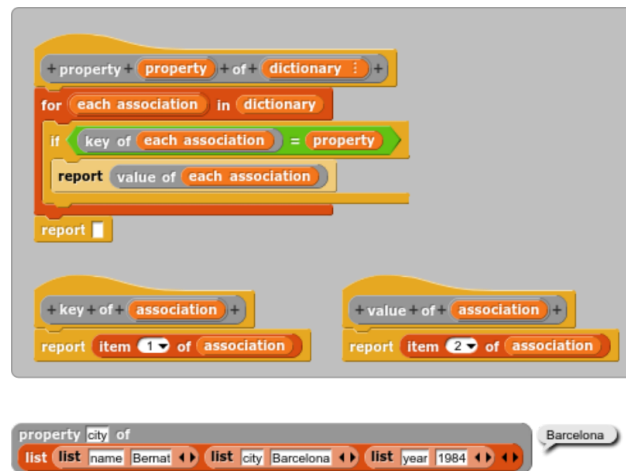 + property + property + of + dictionary ⋮ +
for each association in dictionary
if key of each association = property
report value of each association
report
+ key + of + association +
+ value + of + association +
report item 1 of association
report item 2 of association
property city of
Barcelona
list list name Bernat list city Barcelona list year 1984